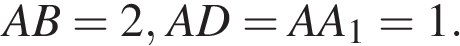 AB = 2, AD = AA₁ = 1.